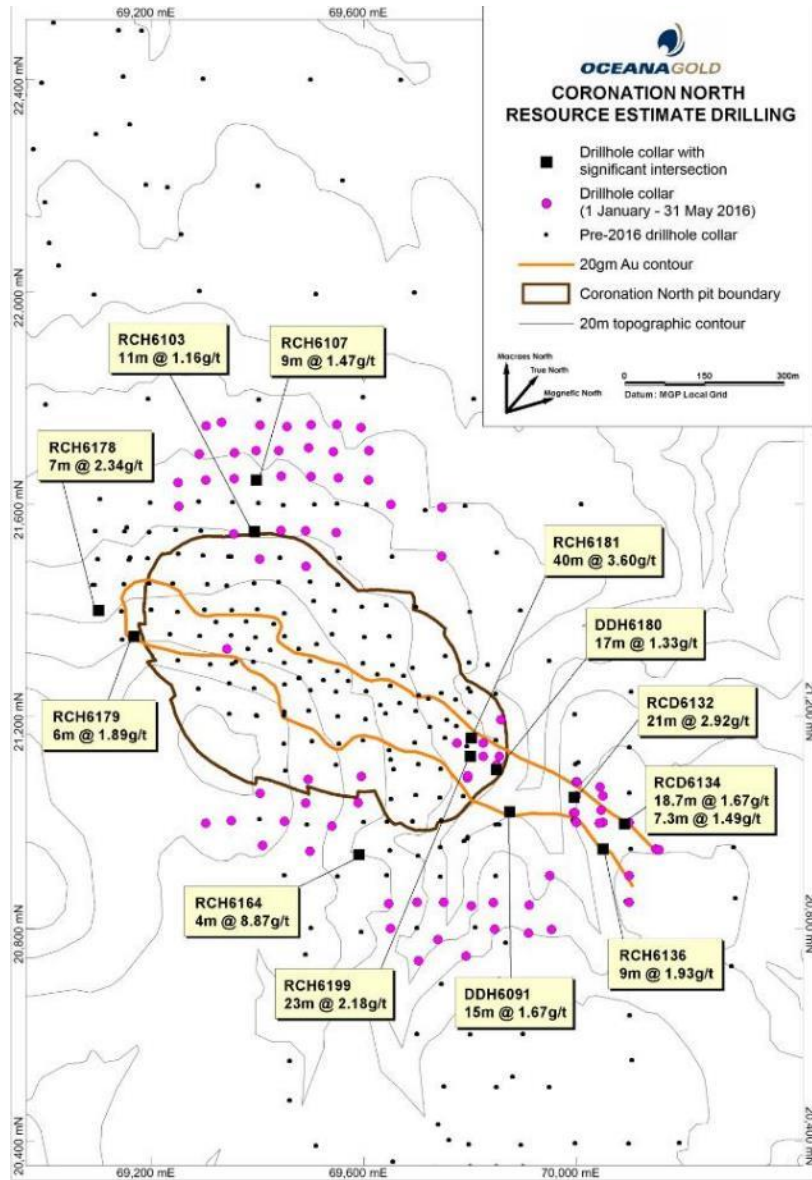 69,200 mE
69,600 mE
OCEANAGOLD
CORONATION NORTH
RESOURCE ESTIMATE DRILLING
Drillhole collar with
significant intersection
Drillhole collar
(1 January - 31 May 2016)
Pre-2016 drillhole collar
20gm Au contour
Coronation North pit boundary
20m topographic contour
Macraes North
True North
Magnetic North
0
150
300m
Datum : MGP Local Grid
22,400 mN
22,000 mN
RCH6103
11m @ 1.16g/t
RCH6107
9m @ 1.47g/t
RCH6178
7m @ 2.34g/t
21,600 mN
RCH6181
40m @ 3.60g/t
DDH6180
17m @ 1.33g/t
RCD6132
21m @ 2.92g/t
RCH6179
6m @ 1.89g/t
21,200 mN
21,200 mN
RCD6134
18.7m @ 1.67g/t
7.3m @ 1.49g/t
RCH6164
4m @ 8.87g/t
20,800 mN
20,800 mN
RCH6136
9m @ 1.93g/t
RCH6199
23m @ 2.18g/t
DDH6091
15m @ 1.67g/t
20,400 mN
20,400 mN
69,200 mE
69,600 mE
70,000 mE